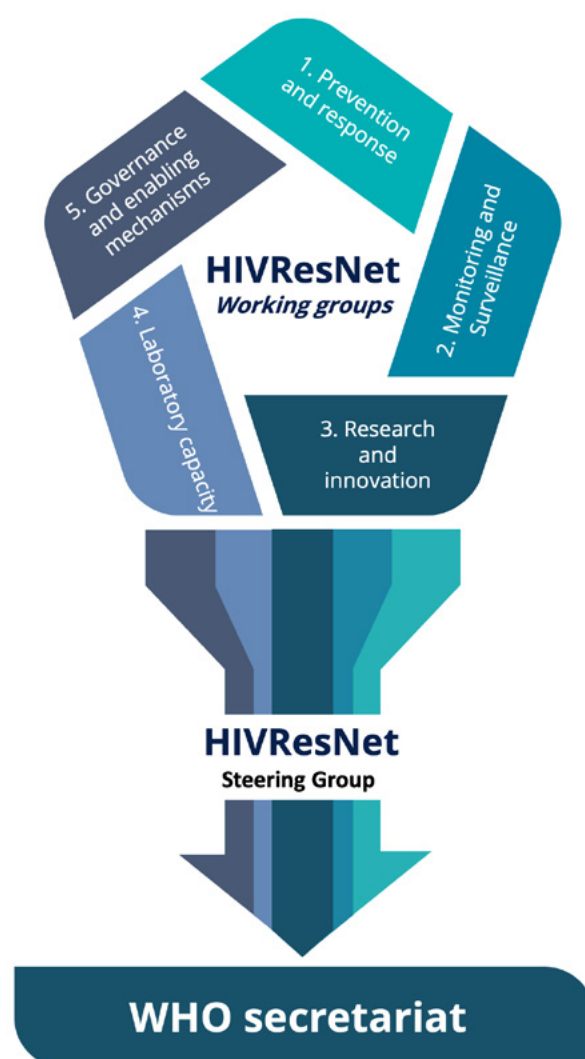 1. Prevention
and response
2. Monitoring and
Surveillance
3. Research
and
innovation
4. Laboratory capacity
5. Governance
and enabling
mechanisms
HIVResNet
Working groups
HIVResNet
Steering Group
WHO secretariat